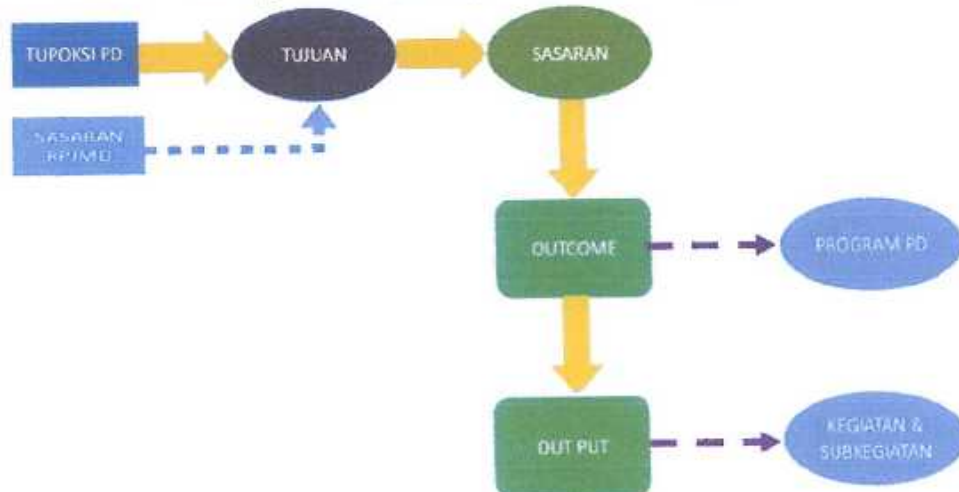 TUPOKSI PD
TUJUAN
SASARAN
SASARAN
RPJMD
OUTCOME
PROGRAM PD
OUT PUT
KEGIATAN &
SUBKEGIATAN